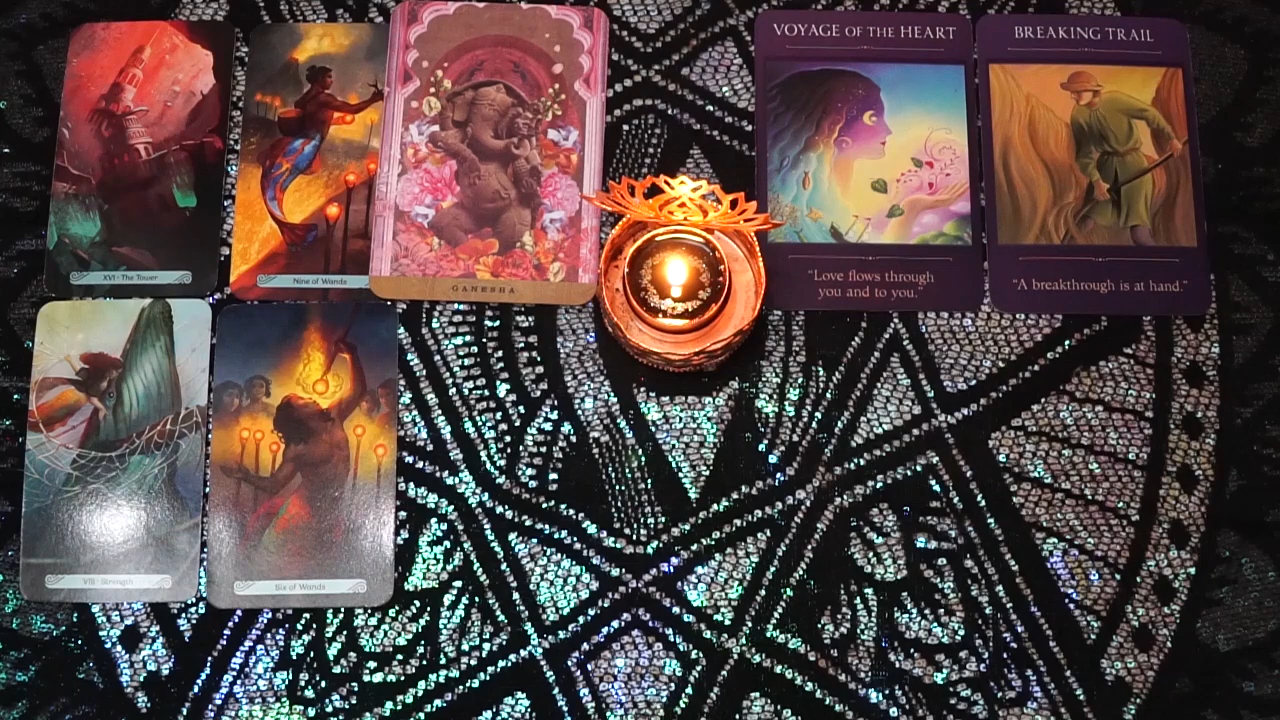 XVI - The Tower
Nine of Wands
GANESHA
VOYAGE OF THE HEART
"Love flows through
you and to you."
BREAKING TRAIL
"A breakthrough is at hand."
VIII - Strength
Six of Wands